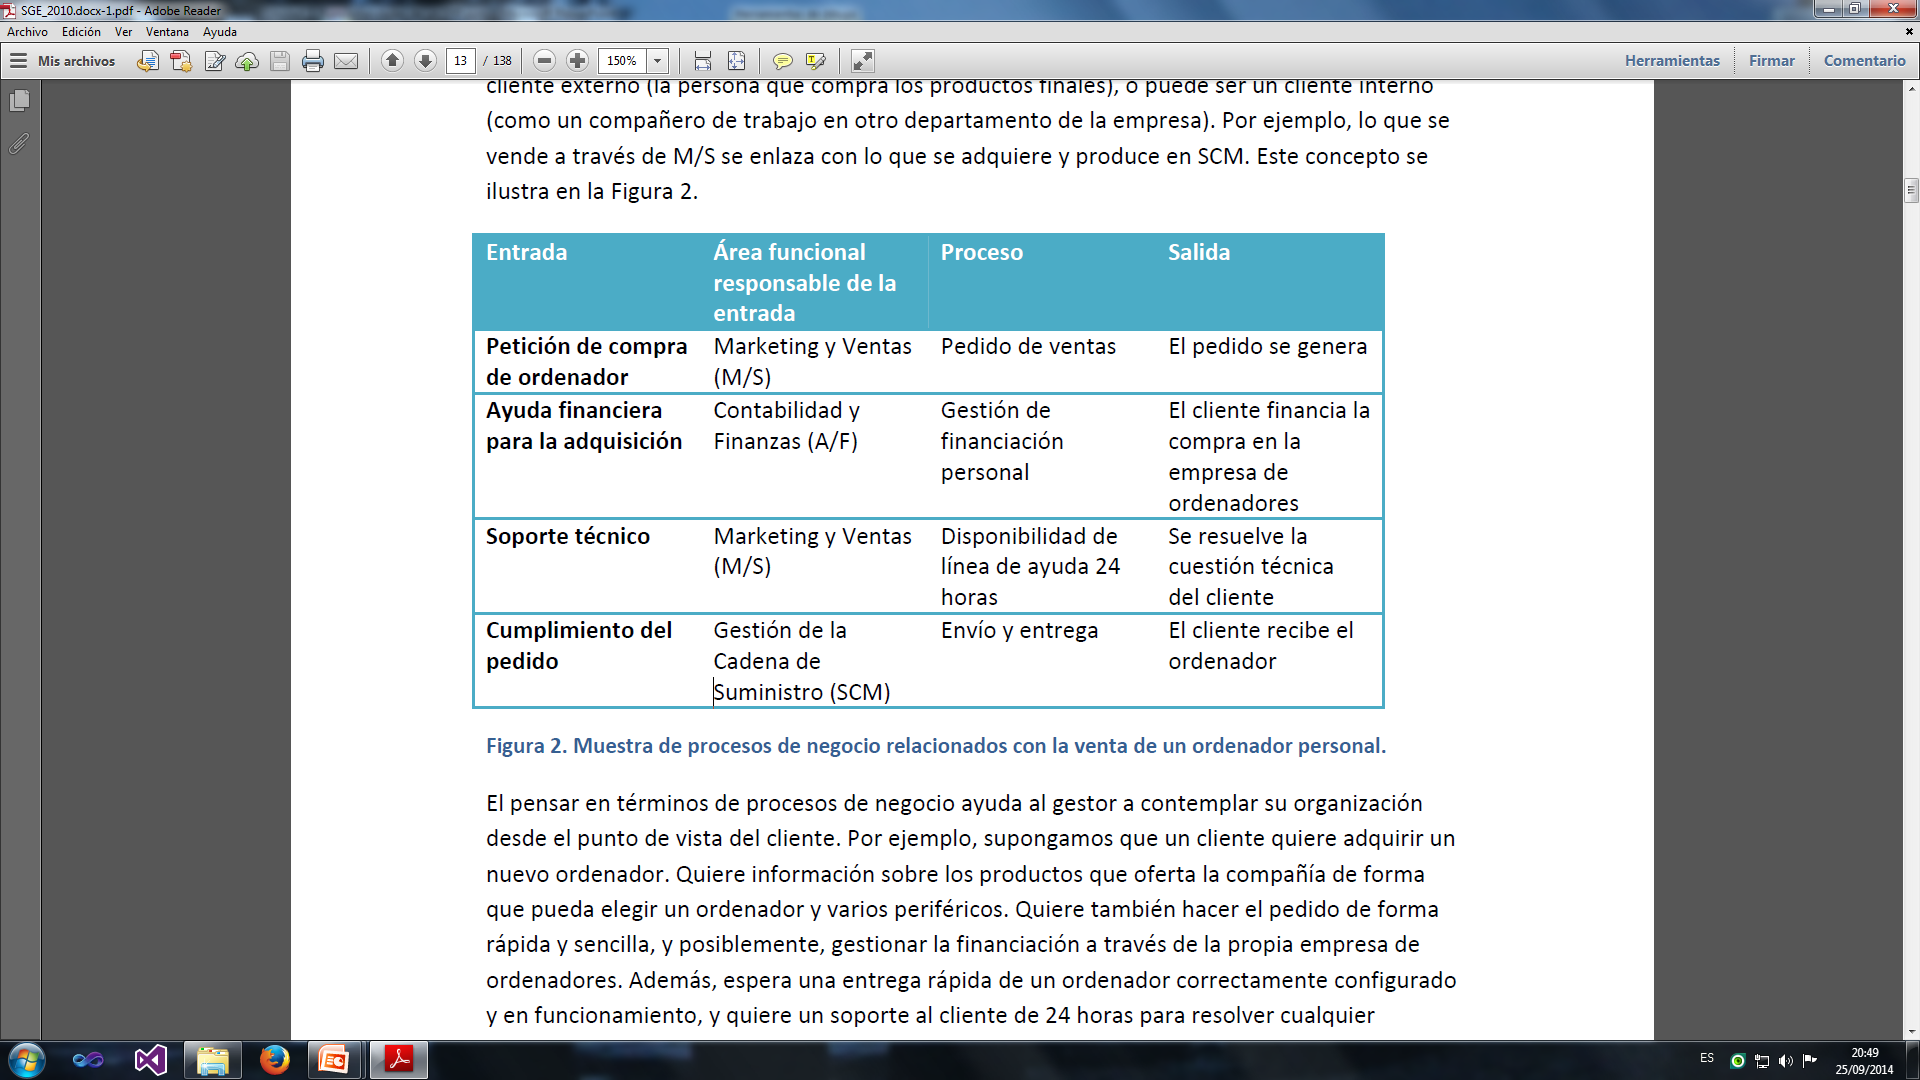 SGE_2010.docx-1.pdf - Adobe Reader
Archivo Edición Ver Ventana Ayuda
Mis archivos 13 / 138 150% Herramientas Firmar Comentario
cliente externo (la persona que compra los productos finales), o puede ser un cliente interno
(como un compañero de trabajo en otro departamento de la empresa). Por ejemplo, lo que se
vende a través de M/S se enlaza con lo que se adquiere y produce en SCM. Este concepto se
ilustra en la Figura 2.
Entrada
Área funcional
responsable de la
entrada
Proceso
Salida
Petición de compra
de ordenador
Marketing y Ventas
(M/S)
Pedido de ventas
El pedido se genera
Ayuda financiera
para la adquisición
Contabilidad y
Finanzas (A/F)
Gestión de
financiación
personal
El cliente financia la
compra en la
empresa de
ordenadores
Soporte técnico
Marketing y Ventas
(M/S)
Disponibilidad de
línea de ayuda 24
horas
Se resuelve la
cuestión técnica
del cliente
Cumplimiento del
pedido
Gestión de la
Cadena de
Suministro (SCM)
Envío y entrega
El cliente recibe el
ordenador
Figura 2. Muestra de procesos de negocio relacionados con la venta de un ordenador personal.
El pensar en términos de procesos de negocio ayuda al gestor a contemplar su organización
desde el punto de vista del cliente. Por ejemplo, supongamos que un cliente quiere adquirir un
nuevo ordenador. Quiere información sobre los productos que oferta la compañía de forma
que pueda elegir un ordenador y varios periféricos. Quiere también hacer el pedido de forma
rápida y sencilla, y posiblemente, gestionar la financiación a través de la propia empresa de
ordenadores. Además, espera una entrega rápida de un ordenador correctamente configurado
y en funcionamiento, y quiere un soporte al cliente de 24 horas para resolver cualquier
ES
20:49
25/09/2014